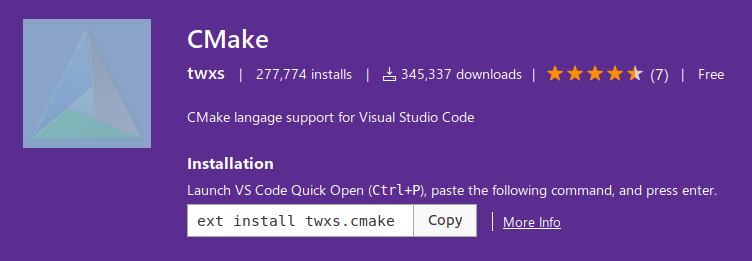 CMake
twxs | 277,774 installs | 345,337 downloads | (7) | Free
CMake langage support for Visual Studio Code
Installation
Launch VS Code Quick Open (Ctrl+P), paste the following command, and press enter.
ext install twxs.cmake Copy | More Info